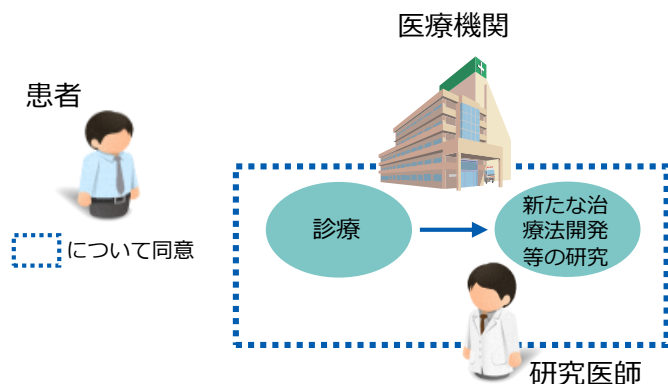 医療機関
患者
診療
新たな治
療法開発
等の研究
について同意
研究医師